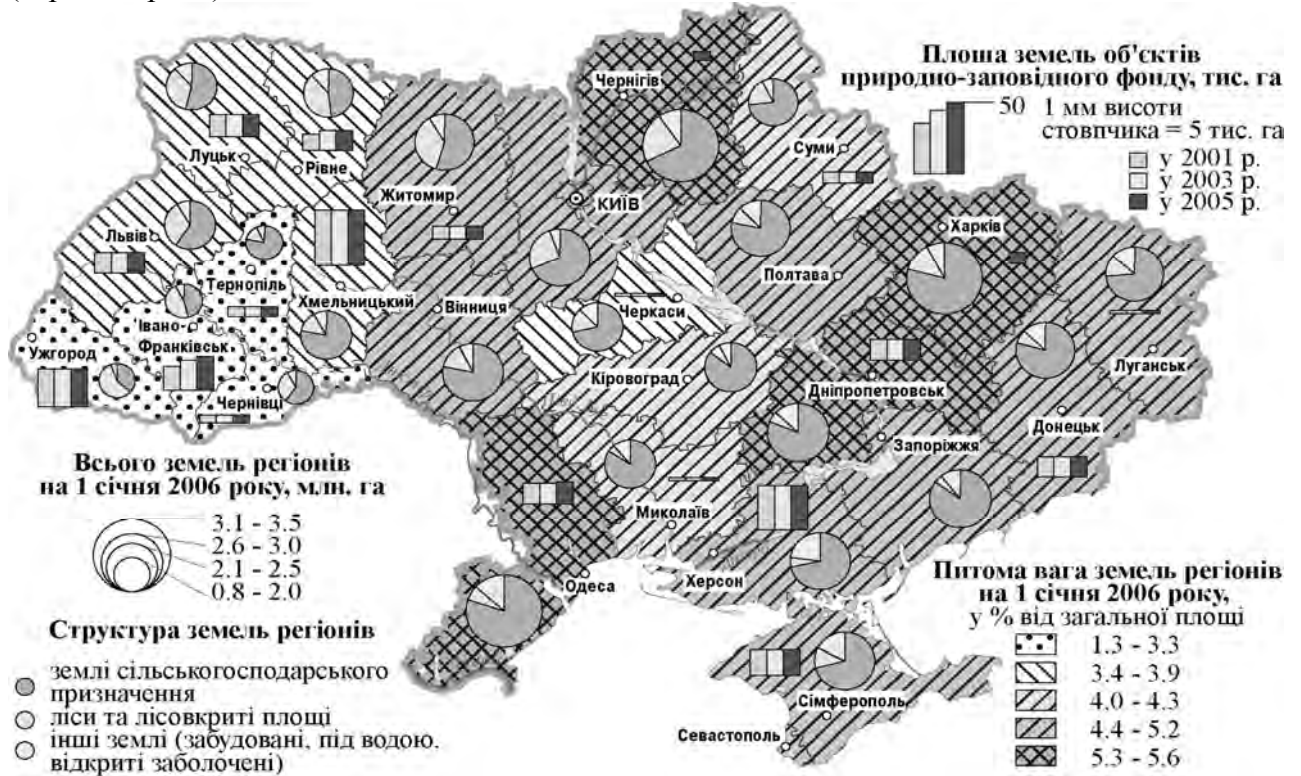 Площа земель об'єктів
природно-заповідного фонду, тис. га
50
1 мм висоти
стовпчика = 5 тис. га
у 2001 р.
у 2003 р.
у 2005 р.
Чернігів
Суми
Луцьк
Рівне
Житомир
КИЇВ
Харків
Львів
Тернопіль
Полтава
Хмельницький
Вінниця
Черкаси
Івано-
Франківськ
Ужгород
Чернівці
Кіровоград
Дніпропетровськ
Луганськ
Донецьк
Запоріжжя
Миколаїв
Херсон
Одеса
Сімферополь
Севастополь
Всього земель регіонів
на 1 січня 2006 року, млн. га
3.1 - 3.5
2.6 - 3.0
2.1 - 2.5
0.8 - 2.0
Структура земель регіонів
землі сільськогосподарського
призначення
ліси та лісовкриті площі
інші землі (забудовані, під водою,
відкриті заболочені)
Питома вага земель регіонів
на 1 січня 2006 року,
у % від загальної площі
1.3 - 3.3
3.4 - 3.9
4.0 - 4.3
4.4 - 5.2
5.3 - 5.6